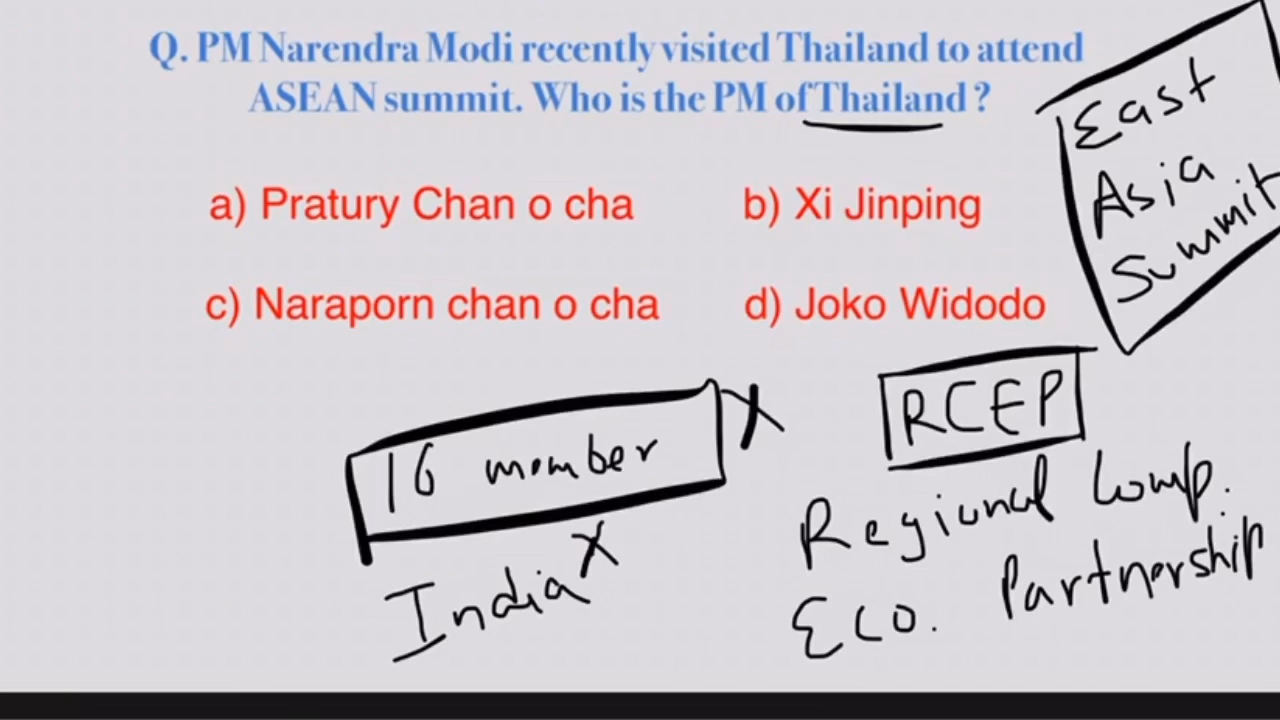 Q. PM Narendra Modi recently visited Thailand to attend
ASEAN summit. Who is the PM of Thailand ?
a) Pratury Chan o cha
b) Xi Jinping
c) Naraporn chan o cha
d) Joko Widodo
East
Asia
Summit
RCEP
16 member X
India X
Regional Comp.
Eco. Partnership